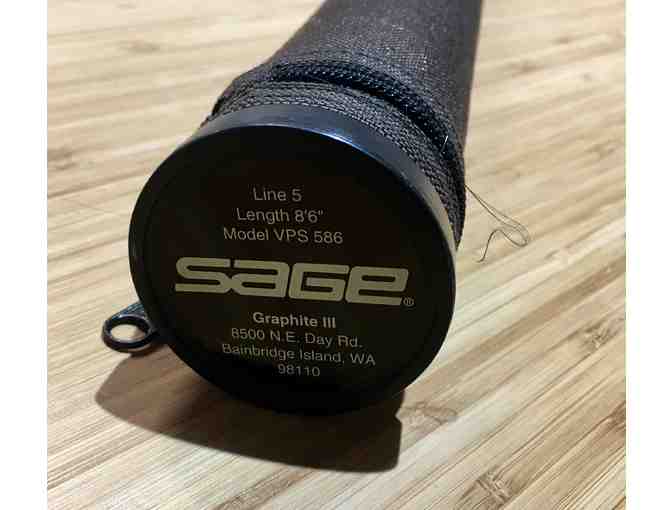 Line 5
Length 8'6"
Model VPS 586
SAGE®
Graphite III
8500 N.E. Day Rd.
Bainbridge Island, WA
98110